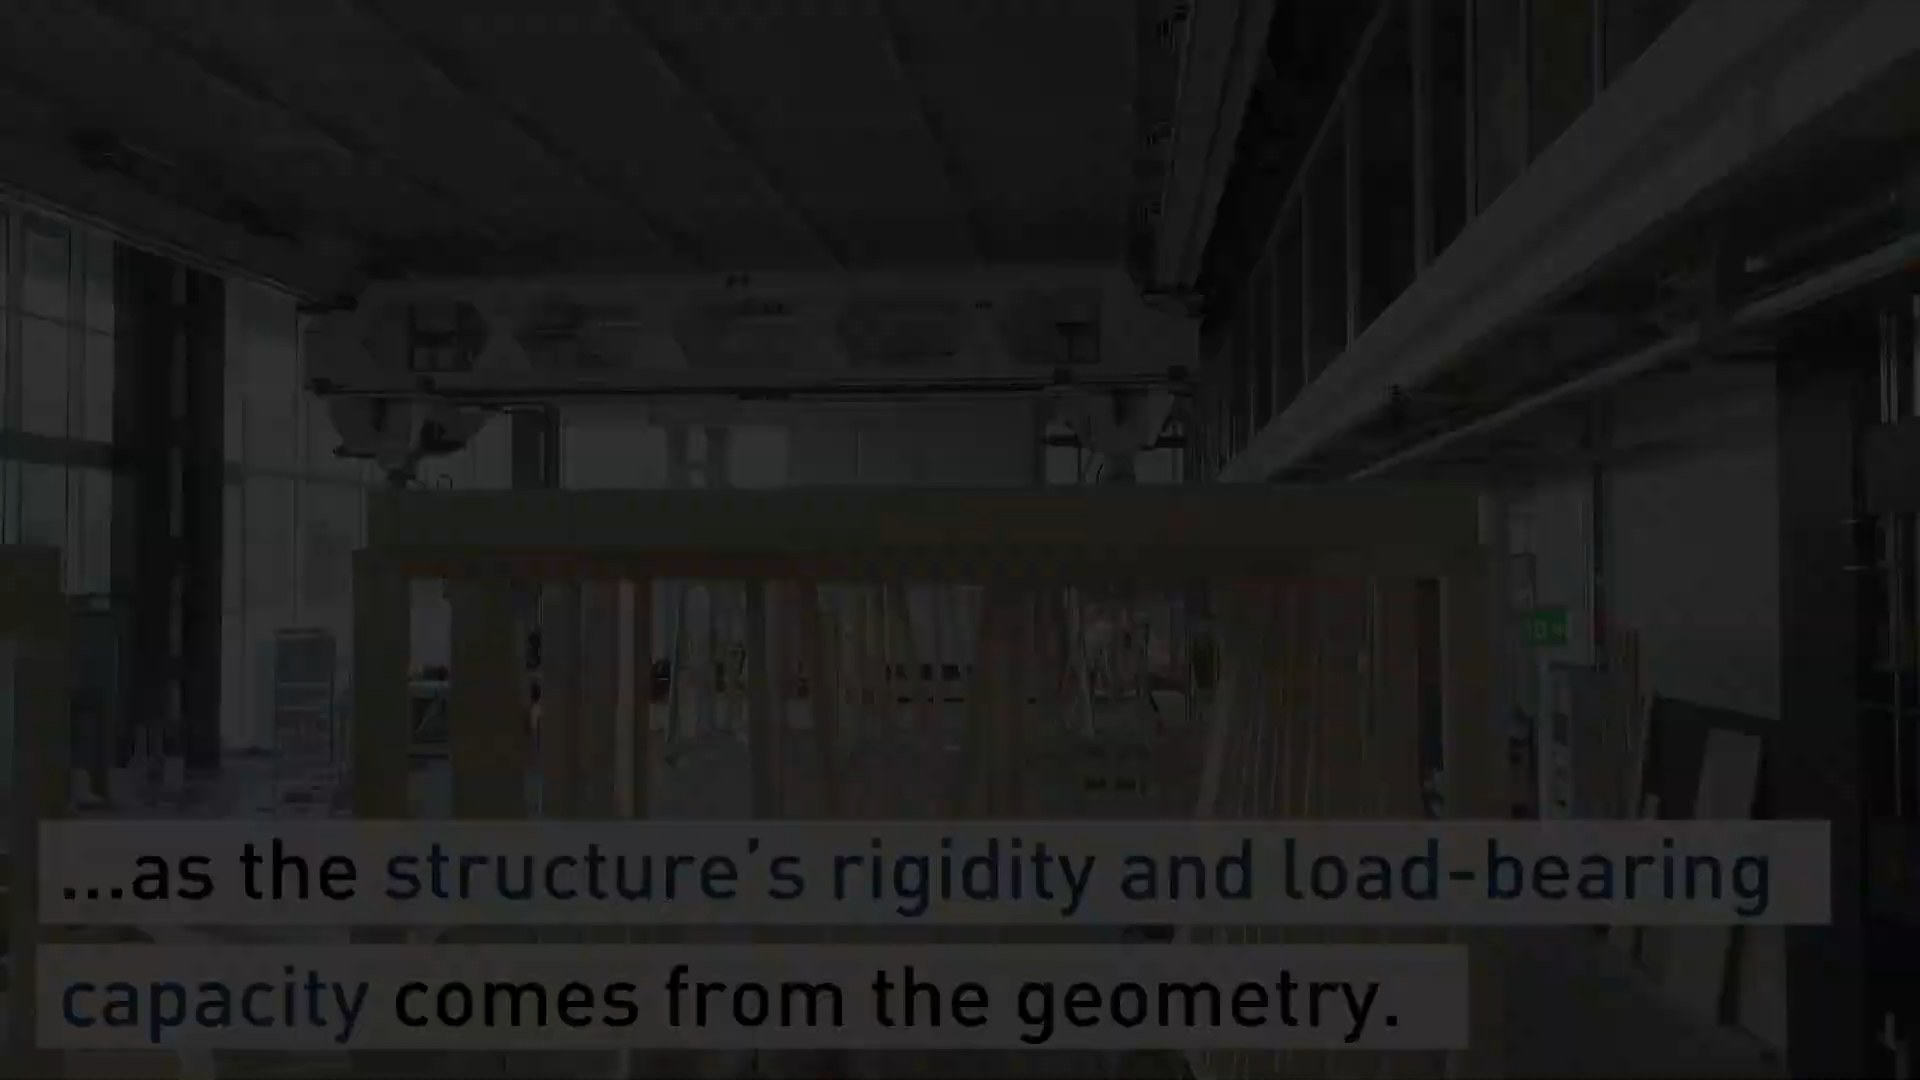 ...as the structure's rigidity and load-bearing
capacity comes from the geometry.